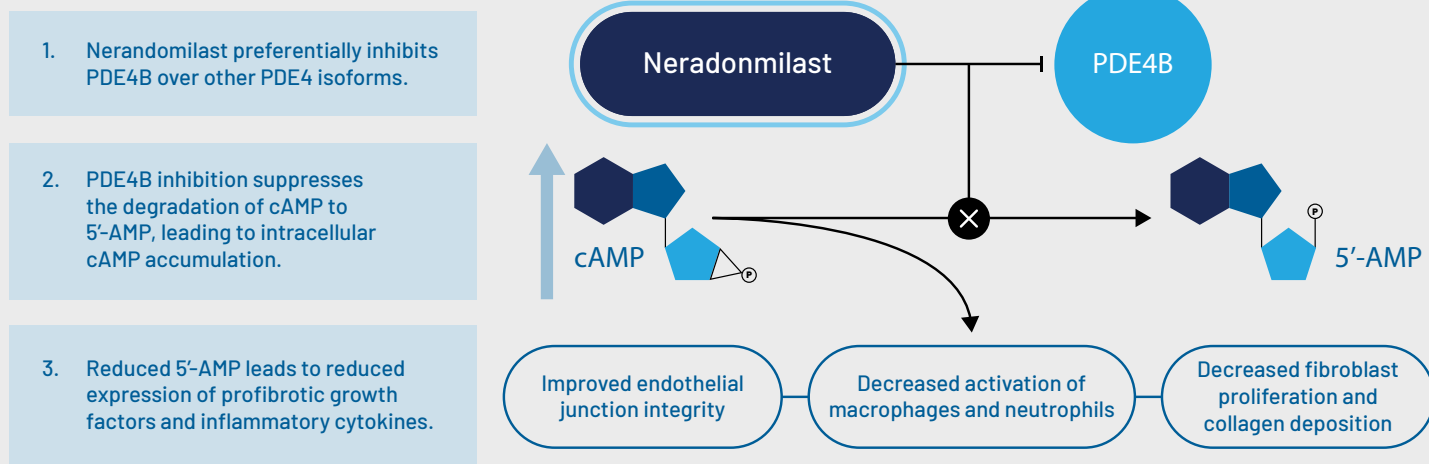 1. Nerandomilast preferentially inhibits
PDE4B over other PDE4 isoforms.
Neradonmilast
PDE4B
2. PDE4B inhibition suppresses
the degradation of cAMP to
5′-AMP, leading to intracellular
cAMP accumulation.
cAMP
P
P
5′-AMP
3. Reduced 5′-AMP leads to reduced
expression of profibrotic growth
factors and inflammatory cytokines.
Improved endothelial
junction integrity
Decreased activation of
macrophages and neutrophils
Decreased fibroblast
proliferation and
collagen deposition